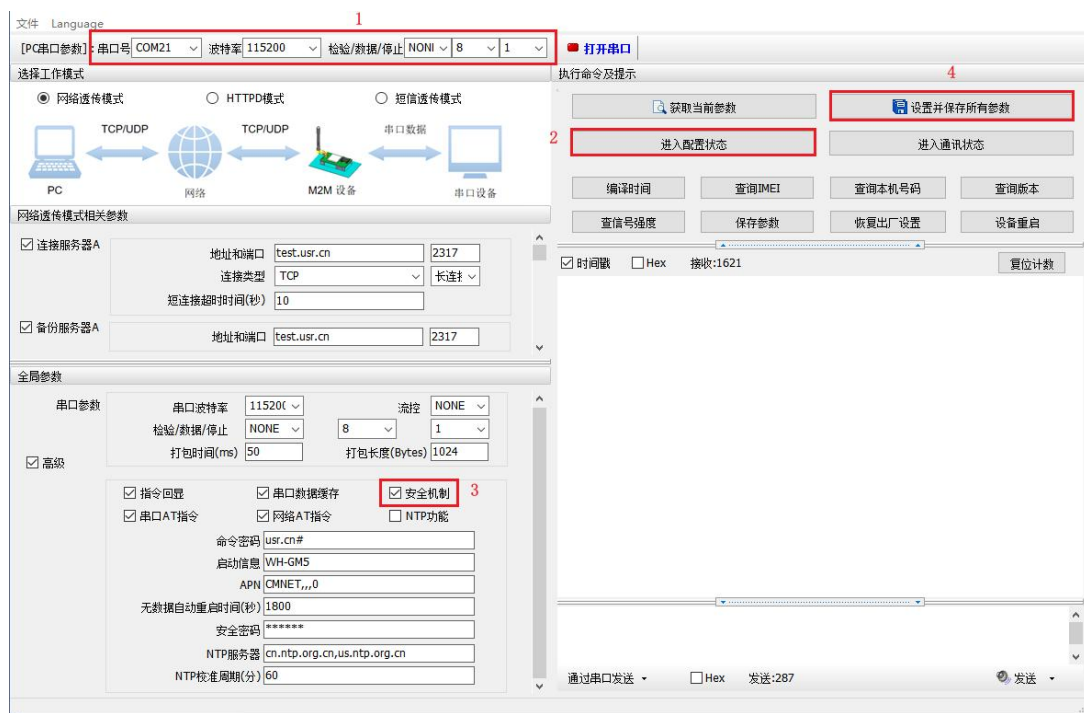 文件 Language
1
[PC串口参数]: 串口号 COM21 波特率 115200 检验/数据/停止 NONI 8 1 打开串口
选择工作模式
网络透传模式 HTTPD模式 短信透传模式
TCP/UDP TCP/UDP 串口数据
PC 网络 M2M 设备 串口设备
网络透传模式相关参数
连接服务器A 地址和端口 test.usr.cn 2317
连接类型 TCP 长连接
短连接超时时间(秒) 10
备份服务器A 地址和端口 test.usr.cn 2317
全局参数
串口参数 串口波特率 115200 流控 NONE
检验/数据/停止 NONE 8 1
打包时间(ms) 50 打包长度(Bytes) 1024
高级
指令回显 串口数据缓存 安全机制 3
串口AT指令 网络AT指令 NTP功能
命令密码 usr.cn#
启动信息 WH-GM5
APN CMNET,,,0
无数据自动重启时间(秒) 1800
安全密码 ******
NTP服务器 cn.ntp.org.cn,us.ntp.org.cn
NTP校准周期(分) 60
执行命令及提示 4
获取当前参数 设置并保存所有参数
2 进入配置状态 进入通讯状态
编译时间 查询IMEI 查询本机号码 查询版本
查信号强度 保存参数 恢复出厂设置 设备重启
时间戳 Hex 接收:1621 复位计数
通过串口发送 Hex 发送:287 发送